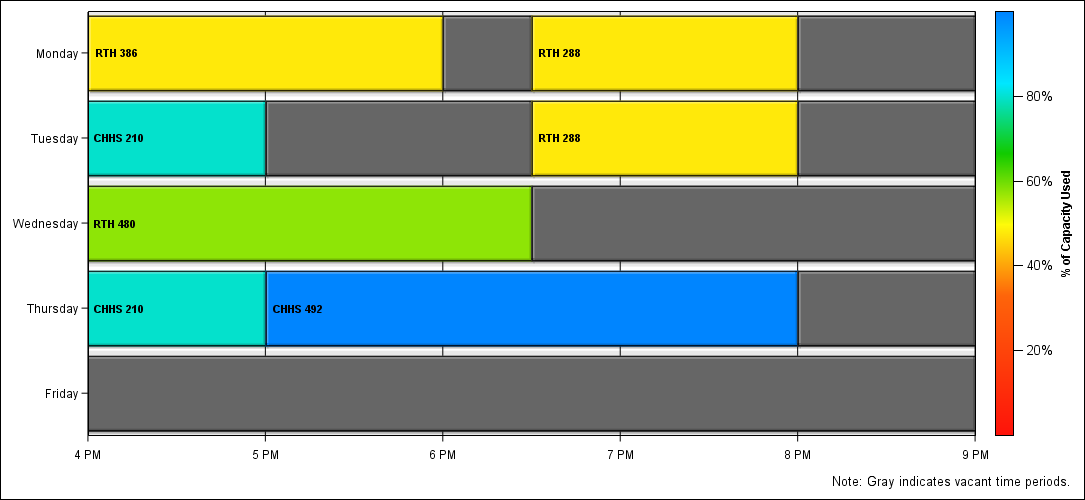 Monday
RTH 386
RTH 288
Tuesday
CHHS 210
RTH 288
Wednesday
RTH 480
Thursday
CHHS 210
CHHS 492
Friday
4 PM
5 PM
6 PM
7 PM
8 PM
9 PM
80%
60%
40%
20%
% of Capacity Used
Note: Gray indicates vacant time periods.